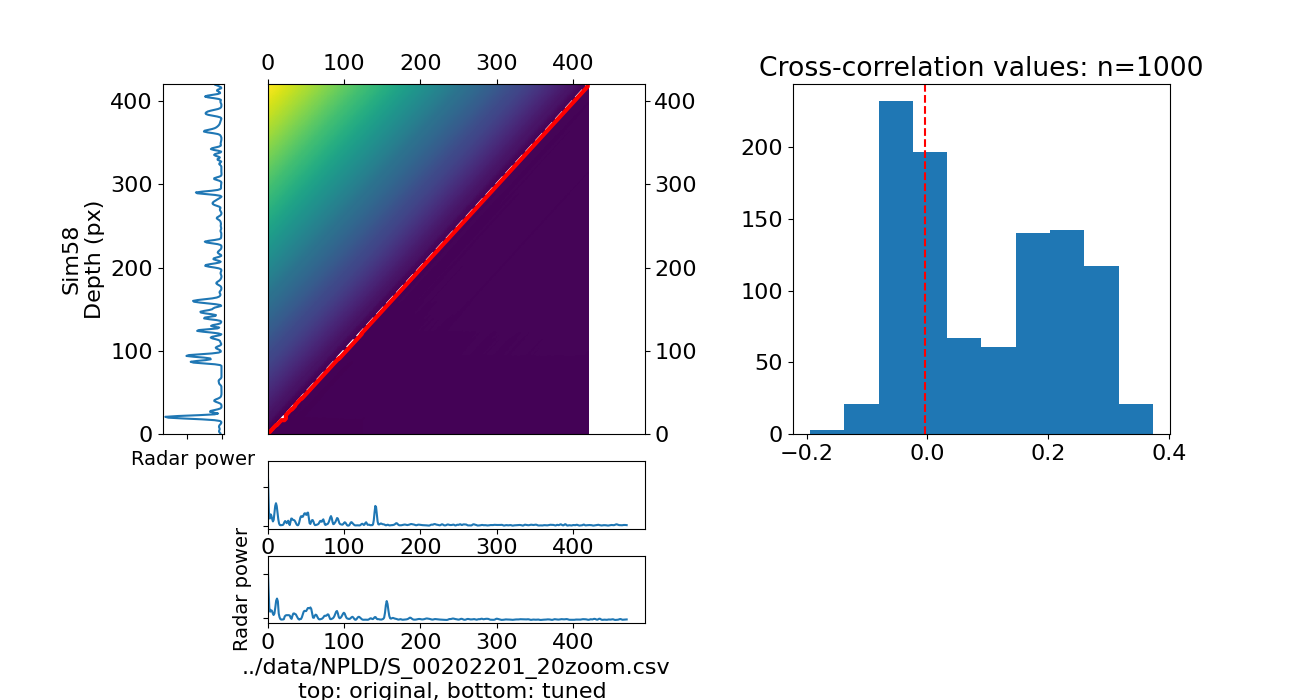 Cross-correlation values: n=1000
0 100 200 300 400
400
300
200
100
0
Sim58
Depth (px)
Radar power
400
300
200
100
0
200
150
100
50
0
−0.2 0.0 0.2 0.4
0 100 200 300 400
Radar power
0 100 200 300 400
../data/NPLD/S_00202201_20zoom.csv
top: original, bottom: tuned